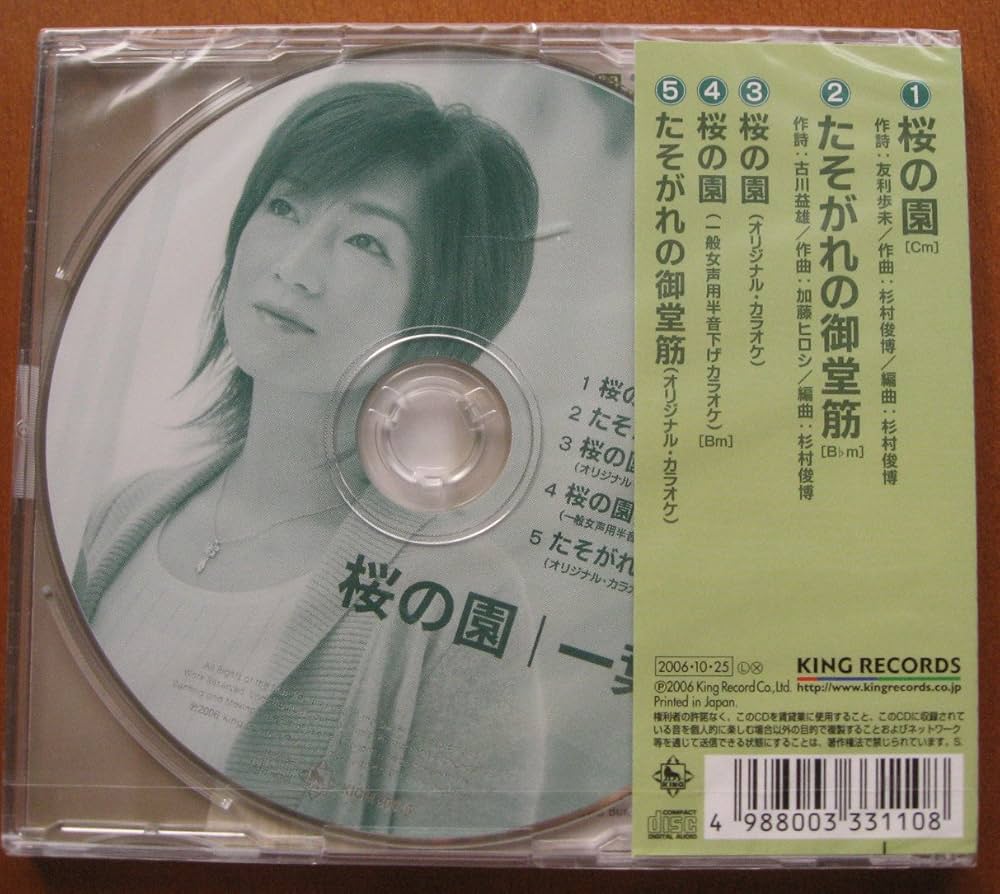 ① 桜の園 [Cm]
作詩：友利歩未／作曲：杉村俊博／編曲：杉村俊博
② たそがれの御堂筋 [B♭m]
作詩：古川益雄／作曲：加藤ヒロシ／編曲：杉村俊博
③ 桜の園 (オリジナル・カラオケ)
④ 桜の園 (一般女声用半音下げカラオケ) [Bm]
⑤ たそがれの御堂筋 (オリジナル・カラオケ)
2006・10・25 Ⓛ
KING RECORDS
℗2006 King Record Co., Ltd. http://www.kingrecords.co.jp
Printed in Japan.
権利者の許諾なく、このCDを賃貸業に使用すること、このCDに収録されて
いる音を個人的に楽しむ場合以外の目的で複製することおよびネットワーク
等を通じて送信できる状態にすることは、著作権法で禁じられています。S.
KING
COMPACT
disc
DIGITAL AUDIO
4 988003 331108
1 桜の
2 たそ
3 桜の園
(オリジナル・
4 桜の園
(一般女声用半音
5 たそがれ
(オリジナル・カラ
桜の園｜一
All Rights of the
℗2006 King
KING RECORDS